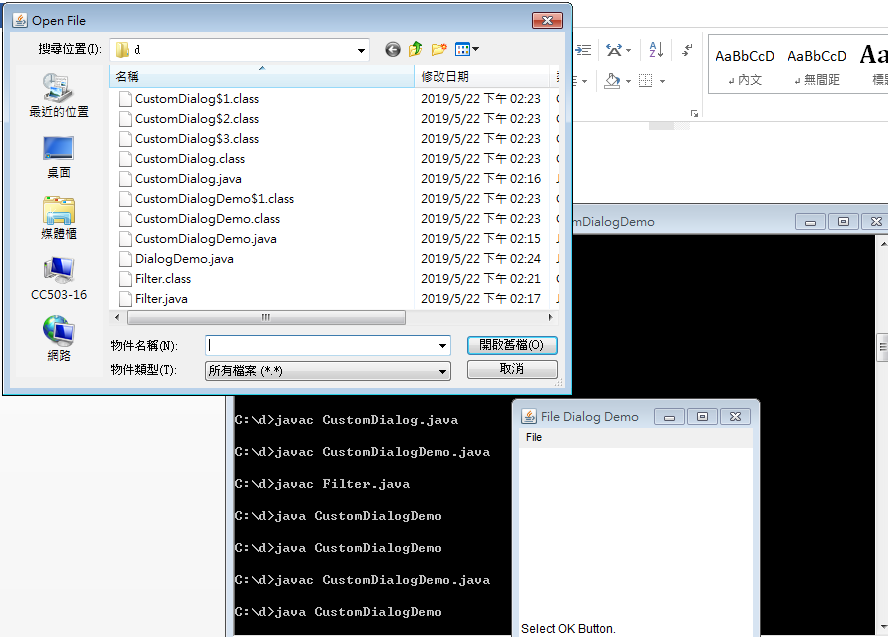 Open File
搜尋位置(I):
d
名稱
修改日期
CustomDialog$1.class
2019/5/22 下午 02:23
CustomDialog$2.class
2019/5/22 下午 02:23
CustomDialog$3.class
2019/5/22 下午 02:23
CustomDialog.class
2019/5/22 下午 02:23
CustomDialog.java
2019/5/22 下午 02:16
CustomDialogDemo$1.class
2019/5/22 下午 02:23
CustomDialogDemo.class
2019/5/22 下午 02:23
CustomDialogDemo.java
2019/5/22 下午 02:15
DialogDemo.java
2019/5/22 下午 02:24
Filter.class
2019/5/22 下午 02:21
Filter.java
2019/5/22 下午 02:17
最近的位置
桌面
媒體櫃
CC503-16
網路
物件名稱(N):
開啟舊檔(O)
物件類型(T):
所有檔案 (*.*)
取消
AaBbCcD
AaBbCcD
Aa
內文
無間距
標題
mDialogDemo
C:\d>javac CustomDialog.java
C:\d>javac CustomDialogDemo.java
C:\d>javac Filter.java
C:\d>java CustomDialogDemo
C:\d>java CustomDialogDemo
C:\d>javac CustomDialogDemo.java
C:\d>java CustomDialogDemo
File Dialog Demo
File
Select OK Button.